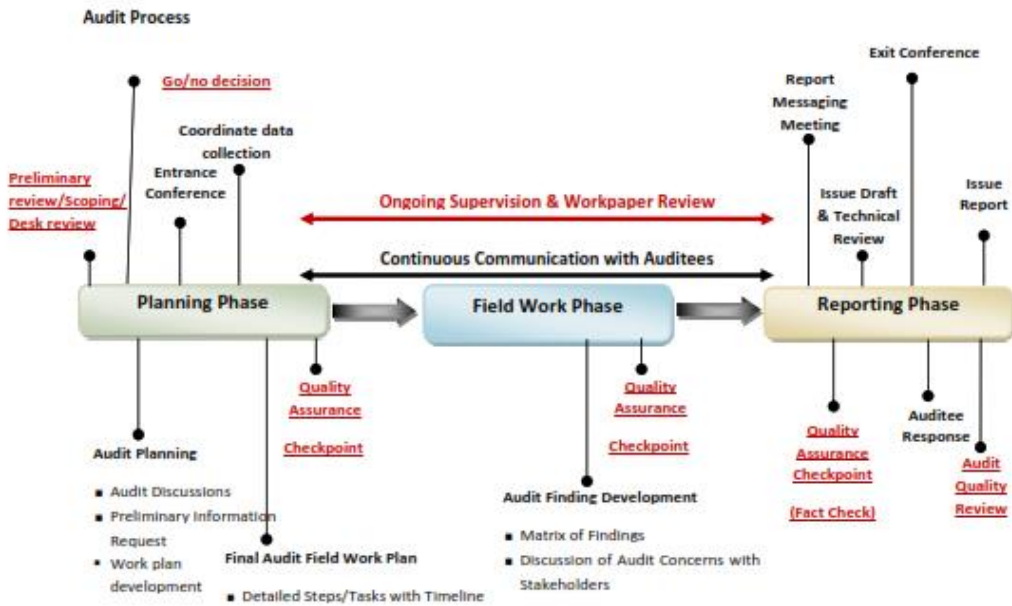 Audit Process
Go/no decision
Coordinate data
collection
Entrance
Conference
Preliminary
review/Scoping/
Desk review
Ongoing Supervision & Workpaper Review
Continuous Communication with Auditees
Exit Conference
Report
Messaging
Meeting
Issue Draft
& Technical
Review
Issue
Report
Planning Phase
Field Work Phase
Reporting Phase
Audit Planning
▪ Audit Discussions
▪ Preliminary Information
Request
▪ Work plan
development
Final Audit Field Work Plan
▪ Detailed Steps/Tasks with Timeline
Quality
Assurance
Checkpoint
Audit Finding Development
▪ Matrix of Findings
▪ Discussion of Audit Concerns with
Stakeholders
Quality
Assurance
Checkpoint
Quality
Assurance
Checkpoint
(Fact Check)
Auditee
Response
Audit
Quality
Review